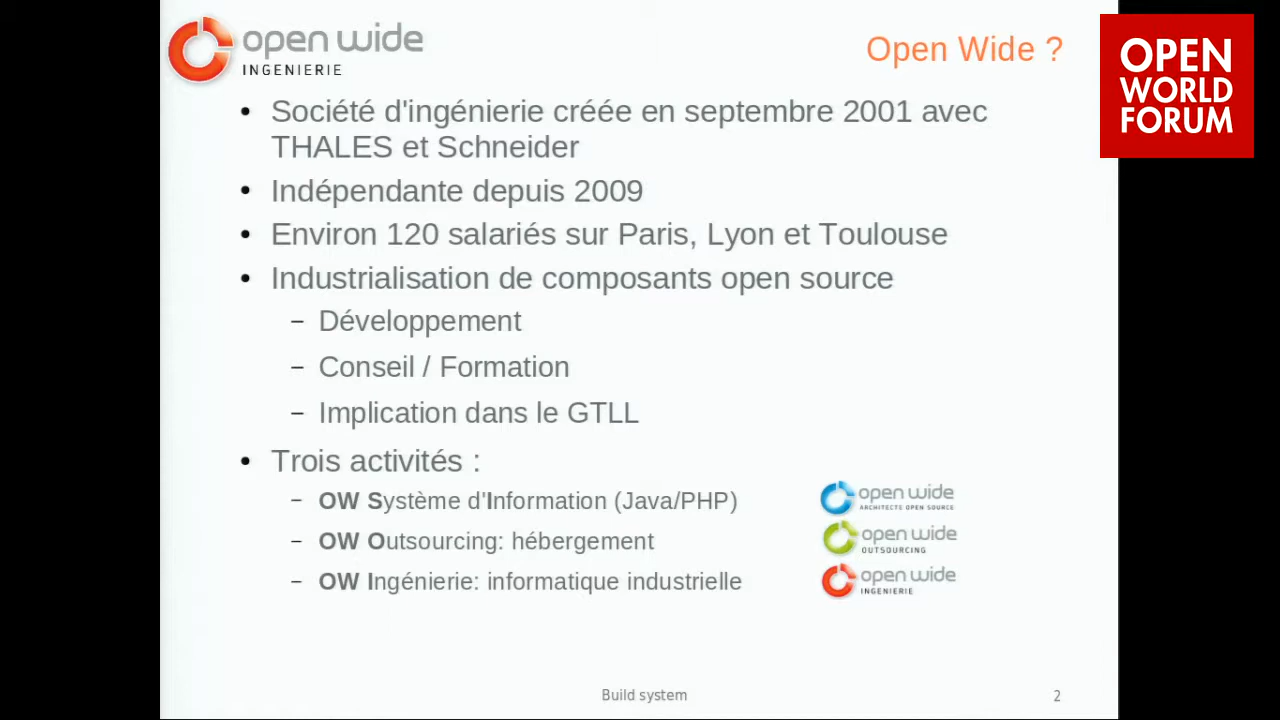 open wide
INGENIERIE
Open Wide ?
OPEN
WORLD
FORUM
• Société d'ingénierie créée en septembre 2001 avec
THALES et Schneider
• Indépendante depuis 2009
• Environ 120 salariés sur Paris, Lyon et Toulouse
• Industrialisation de composants open source
– Développement
– Conseil / Formation
– Implication dans le GTLL
• Trois activités :
– OW Système d'Information (Java/PHP)
open wide
ARCHITECTE OPEN SOURCE
– OW Outsourcing: hébergement
open wide
OUTSOURCING
– OW Ingénierie: informatique industrielle
open wide
INGENIERIE
Build system
2